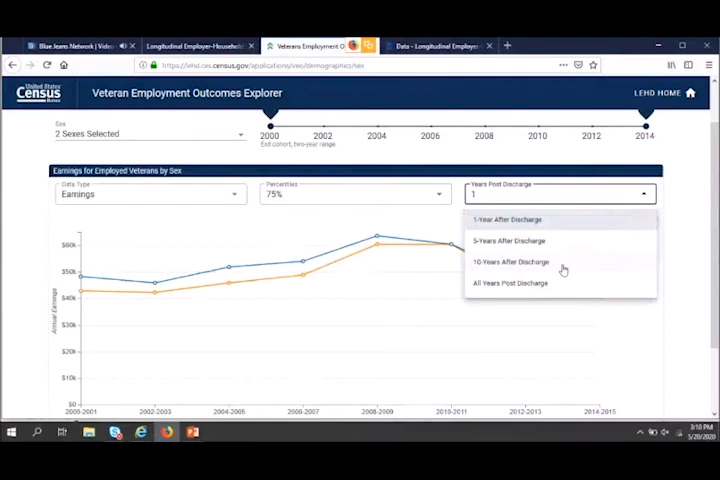 Blue Jeans Network | Video
Longitudinal Employer-Household
Veterans Employment O
Data - Longitudinal Employer-
https://lehd.ces.census.gov/applications/veo/demographics/sex
United States
Census
Bureau
Veteran Employment Outcomes Explorer
LEHD HOME
Sex
2 Sexes Selected
2000
2002
2004
2006
2008
2010
2012
2014
Exit cohort, two-year range
Earnings for Employed Veterans by Sex
Data Type
Earnings
Percentiles
75%
Years Post Discharge
1
1-Year After Discharge
5-Years After Discharge
10-Years After Discharge
All Years Post Discharge
Annual Earnings
$60k
$50k
$40k
$30k
$20k
$10k
$0
2000-2001
2002-2003
2004-2005
2006-2007
2008-2009
2010-2011
2012-2013
2014-2015
3:10 PM
5/20/2020